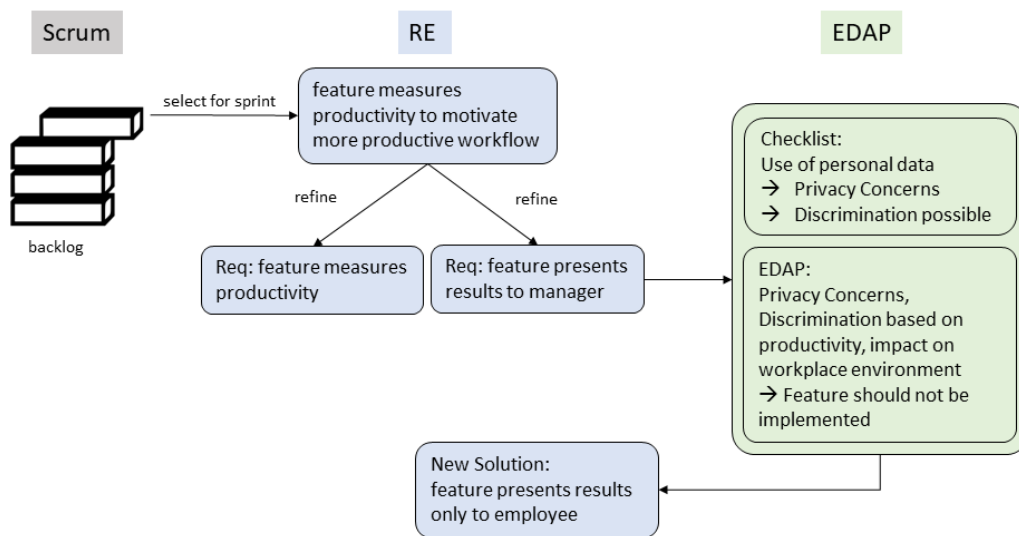 Scrum
RE
EDAP
select for sprint
feature measures
productivity to motivate
more productive workflow
backlog
refine
refine
Req: feature measures
productivity
Req: feature presents
results to manager
Checklist:
Use of personal data
→ Privacy Concerns
→ Discrimination possible
EDAP:
Privacy Concerns,
Discrimination based on
productivity, impact on
workplace environment
→ Feature should not be
implemented
New Solution:
feature presents results
only to employee